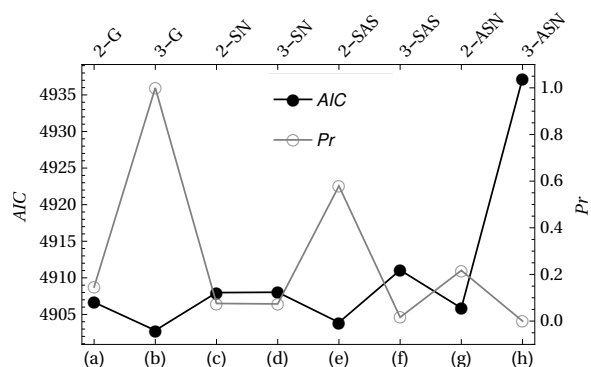 2–G 3–G 2–SN 3–SN 2–SAS 3–SAS 2–ASN 3–ASN
AIC
Pr
4935
4930
4925
4920
4915
4910
4905
AIC
1.0
0.8
0.6
0.4
0.2
0.0
Pr
(a) (b) (c) (d) (e) (f) (g) (h)